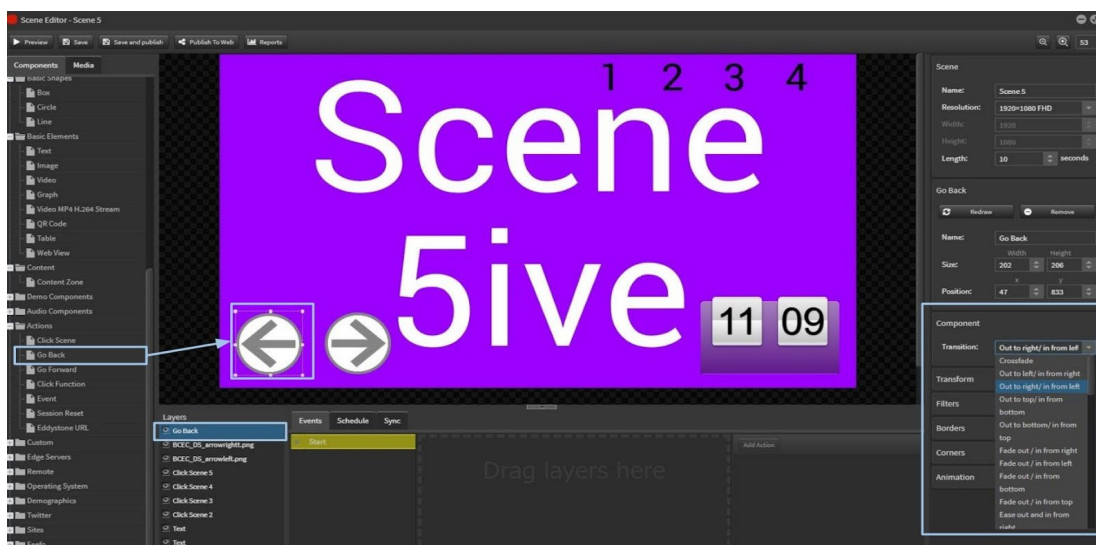 Scene Editor - Scene 5
Preview Save Save and publish Publish To Web Reports
53
Components Media
Basic Shapes
Box
Circle
Line
Basic Elements
Text
Image
Video
Graph
Video MP4 H.264 Stream
QR Code
Table
Web View
Content
Content Zone
Demo Components
Audio Components
Actions
Click Scene
Go Back
Go Forward
Click Function
Event
Session Reset
Eddystone URL
Custom
Edge Servers
Remote
Operating System
Demographics
Twitter
Sites
Feeds
1 2 3 4
Scene
5ive
11 09
Layers
Go Back
BCEC_DS_arrowrightt.png
BCEC_DS_arrowleft.png
Click Scene 5
Click Scene 4
Click Scene 3
Click Scene 2
Text
Text
Events Schedule Sync
Start
Drag layers here
Add Action
Scene
Name: Scene 5
Resolution: 1920×1080 FHD
Width: 1920
Height: 1080
Length: 10 seconds
Go Back
Redraw Remove
Name: Go Back
Width Height
Size: 202 206
x y
Position: 47 833
Component
Transition: Out to right/ in from lef
Crossfade
Out to left/ in from right
Out to right/ in from left
Out to top/ in from
bottom
Out to bottom/ in from
top
Fade out / in from right
Fade out / in from left
Fade out / in from
bottom
Fade out / in from top
Ease out and in from
right
Transform
Filters
Borders
Corners
Animation